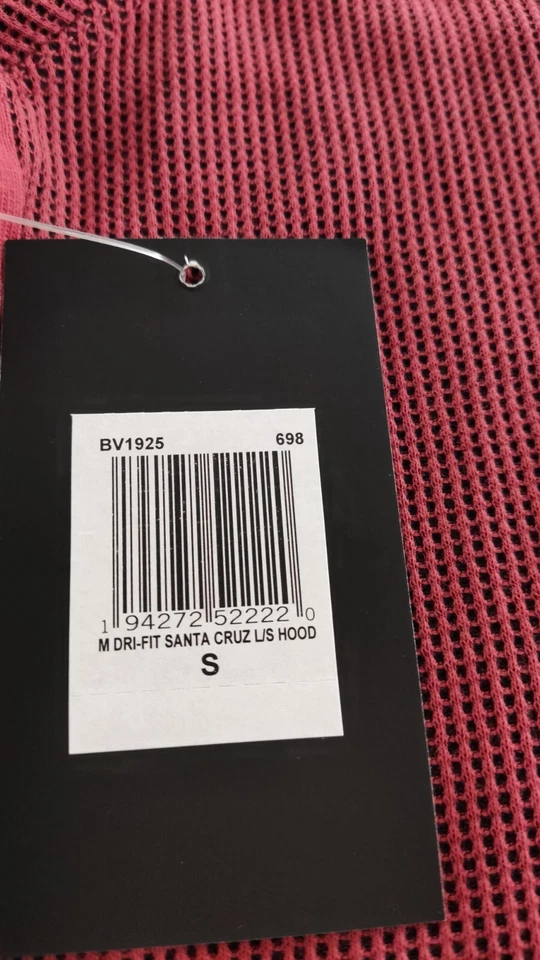 BV1925 698
1 94272 52222 0
M DRI-FIT SANTA CRUZ L/S HOOD
S